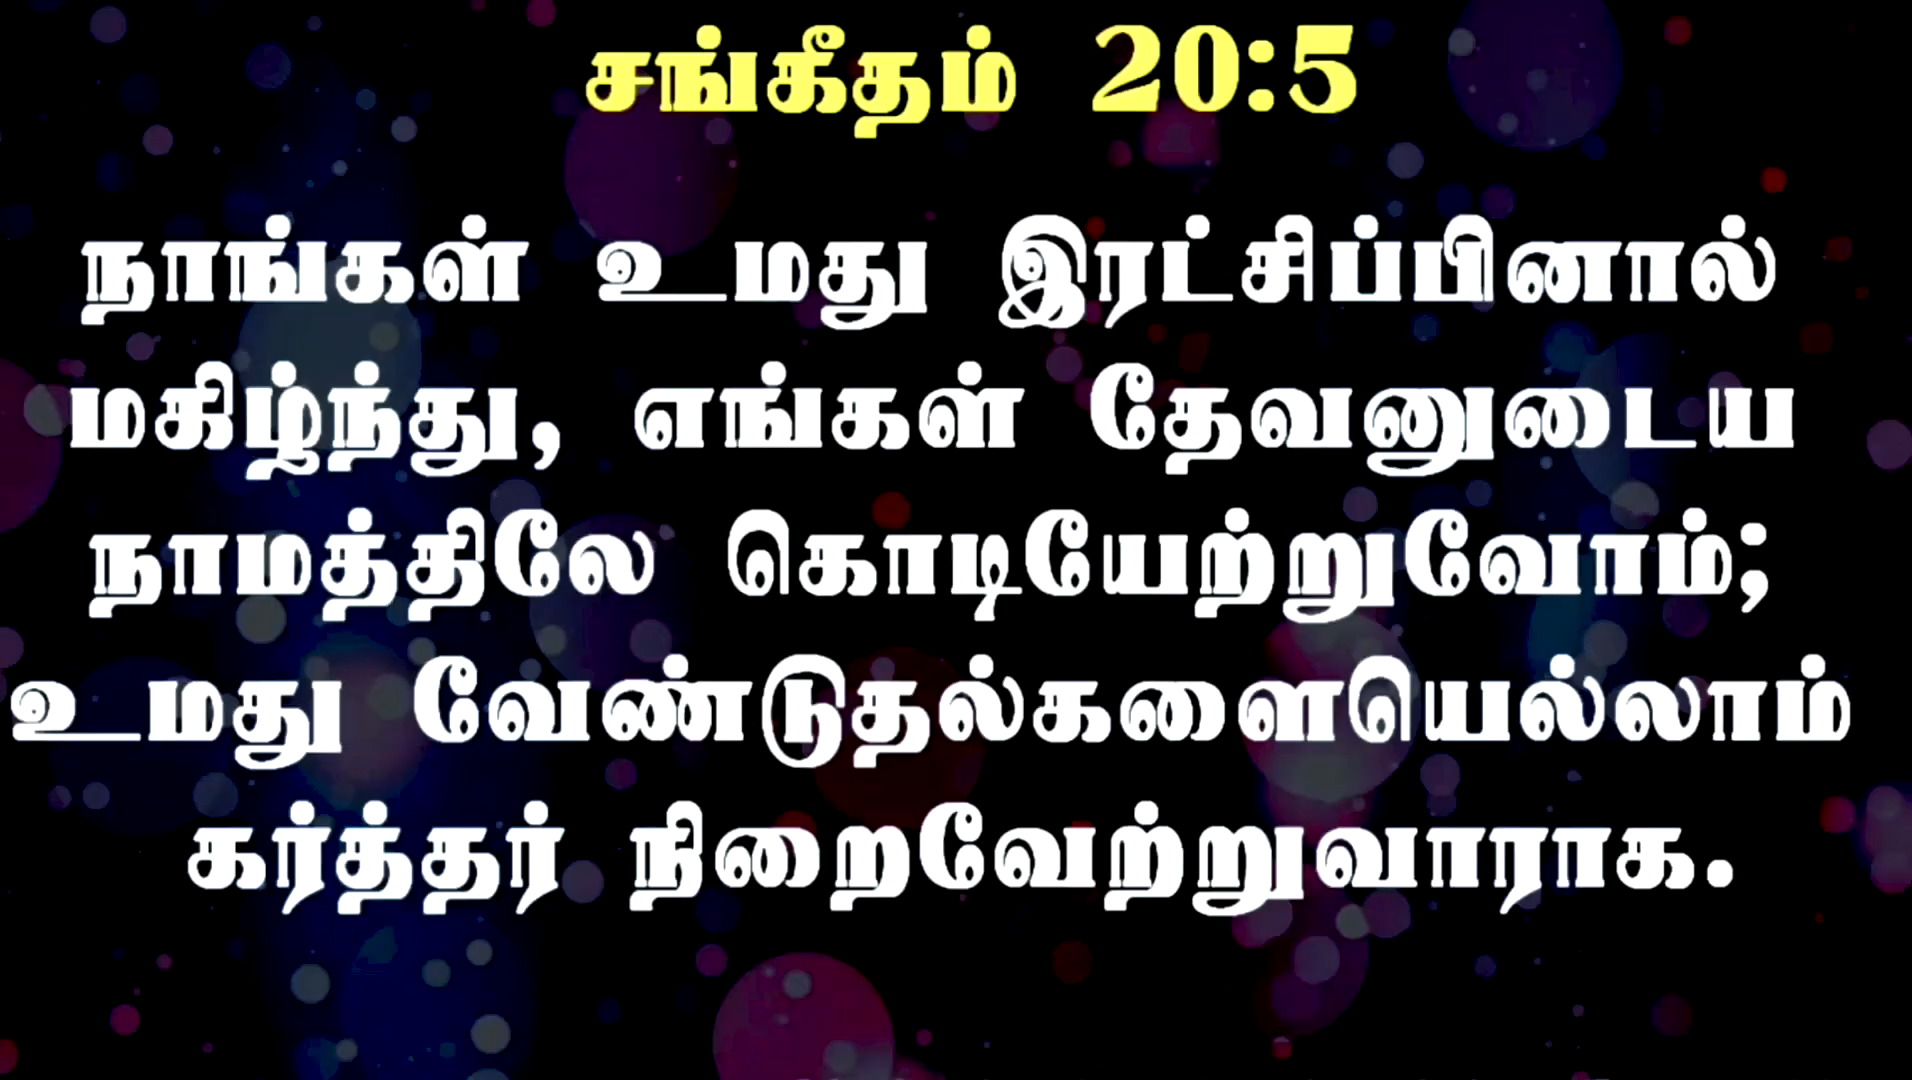 சங்கீதம் 20:5
நாங்கள் உமது இரட்சிப்பினால்
மகிழ்ந்து, எங்கள் தேவனுடைய
நாமத்திலே கொடியேற்றுவோம்;
உமது வேண்டுதல்களையெல்லாம்
கர்த்தர் நிறைவேற்றுவாராக.